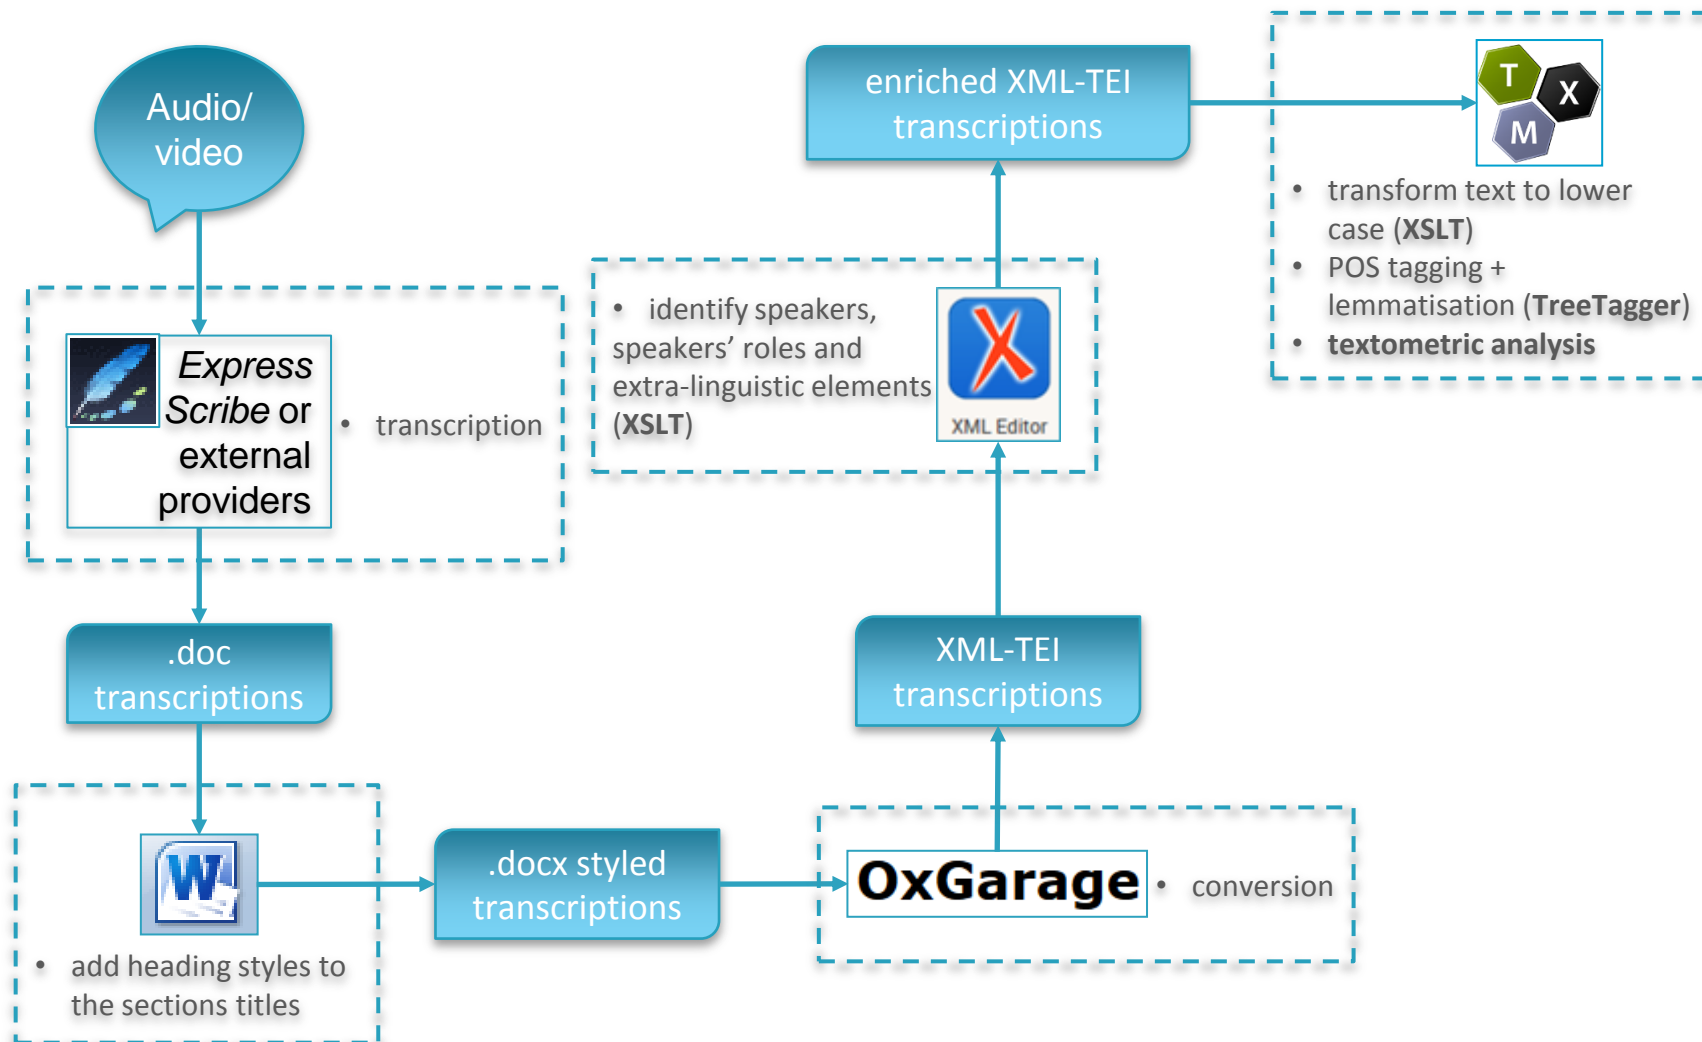 Audio/
video
Express
Scribe or
external
providers
• transcription
.doc
transcriptions
W
• add heading styles to
the sections titles
.docx styled
transcriptions
OxGarage
• conversion
XML-TEI
transcriptions
• identify speakers,
speakers’ roles and
extra-linguistic elements
(XSLT)
X
XML Editor
enriched XML-TEI
transcriptions
T
X
M
• transform text to lower
case (XSLT)
• POS tagging +
lemmatisation (TreeTagger)
• textometric analysis